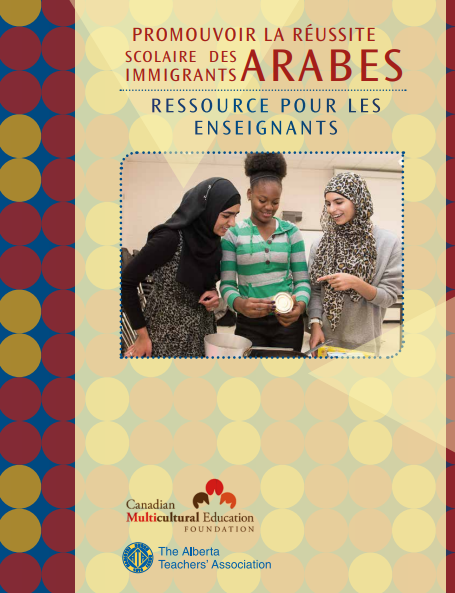 PROMOUVOIR LA RÉUSSITE
SCOLAIRE DES
IMMIGRANTS ARABES
RESSOURCE POUR LES
ENSEIGNANTS
Canadian
Multicultural Education
FOUNDATION
The Alberta
Teachers' Association